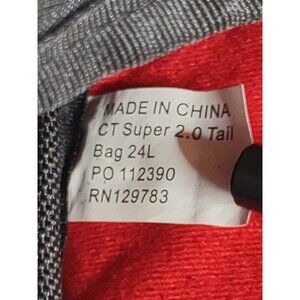 MADE IN CHINA
CT Super 2.0 Tail
Bag 24L
PO 112390
RN129783